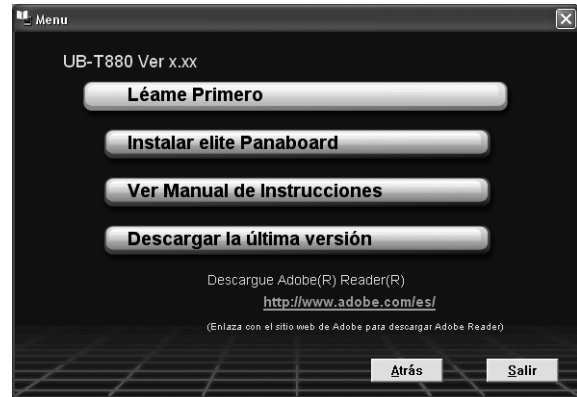 Menu
UB-T880 Ver x.xx
Léame Primero
Instalar elite Panaboard
Ver Manual de Instrucciones
Descargar la última versión
Descargue Adobe(R) Reader(R)
http://www.adobe.com/es/
(Enlaza con el sitio web de Adobe para descargar Adobe Reader)
Atrás Salir